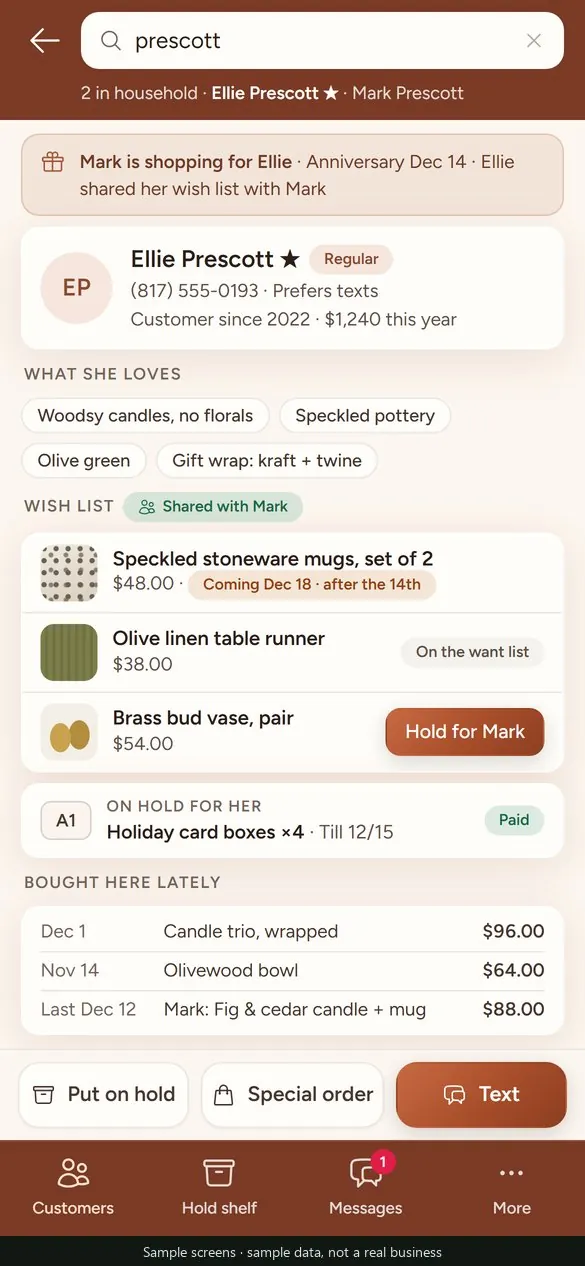 prescott
2 in household · Ellie Prescott ★ · Mark Prescott
Mark is shopping for Ellie · Anniversary Dec 14 · Ellie
shared her wish list with Mark
EP
Ellie Prescott ★ Regular
(817) 555-0193 · Prefers texts
Customer since 2022 · $1,240 this year
WHAT SHE LOVES
Woodsy candles, no florals
Speckled pottery
Olive green
Gift wrap: kraft + twine
WISH LIST
Shared with Mark
Speckled stoneware mugs, set of 2
$48.00 · Coming Dec 18 · after the 14th
Olive linen table runner
$38.00
On the want list
Brass bud vase, pair
$54.00
Hold for Mark
A1
ON HOLD FOR HER
Holiday card boxes ×4 · Till 12/15
Paid
BOUGHT HERE LATELY
Dec 1 Candle trio, wrapped $96.00
Nov 14 Olivewood bowl $64.00
Last Dec 12 Mark: Fig & cedar candle + mug $88.00
Put on hold
Special order
Text
Customers
Hold shelf
1
Messages
More
Sample screens · sample data, not a real business